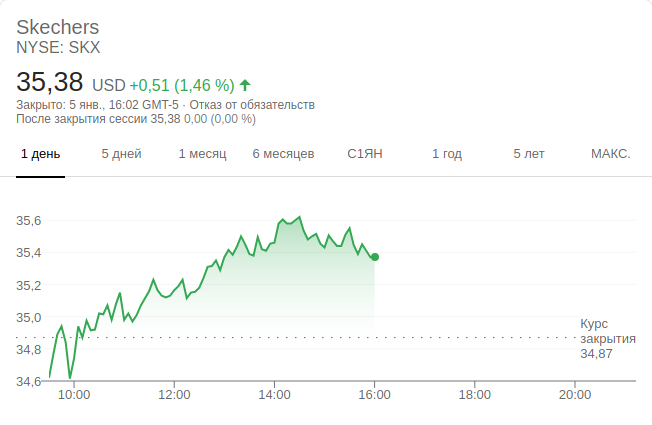 Skechers
NYSE: SKX
35,38 USD +0,51 (1,46 %)
Закрыто: 5 янв., 16:02 GMT-5 · Отказ от обязательств
После закрытия сессии 35,38 0,00 (0,00 %)
1 день 5 дней 1 месяц 6 месяцев С1ЯН 1 год 5 лет МАКС.
35,6
35,4
35,2
35,0
Курс
закрытия
34,87
34,8
34,6
10:00 12:00 14:00 16:00 18:00 20:00